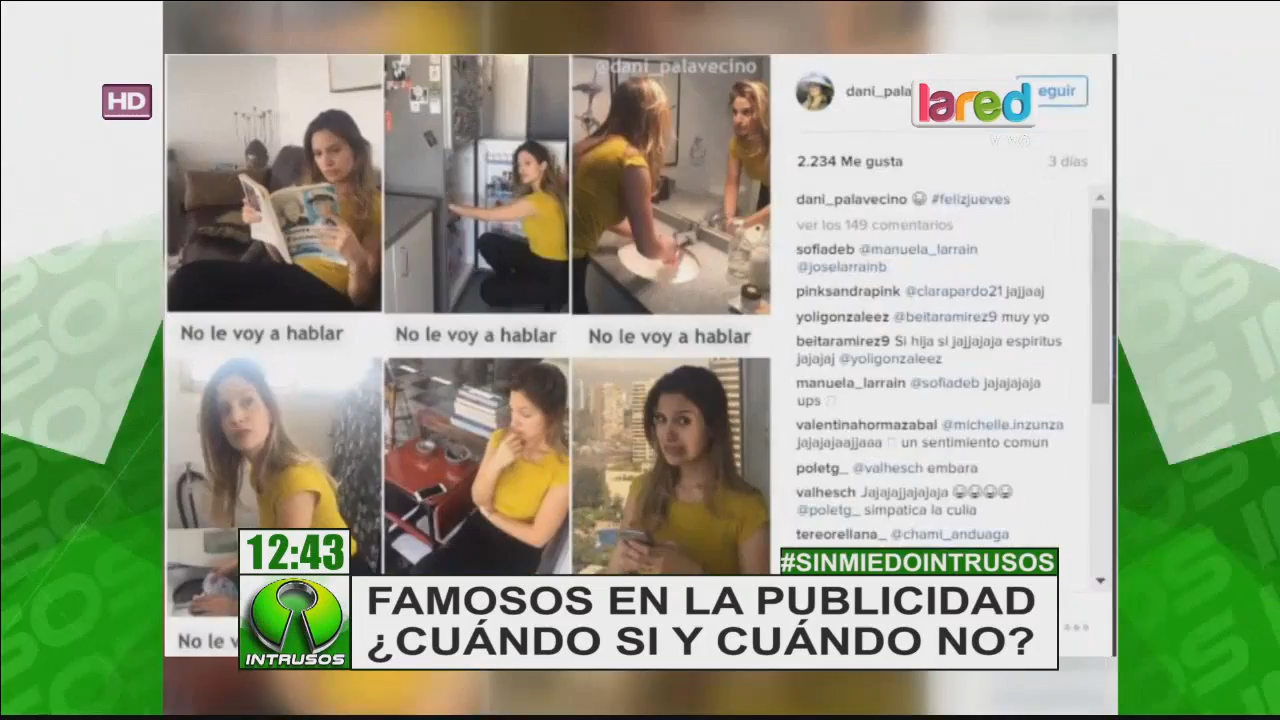 HD
@dani_palavecino
No le voy a hablar
No le voy a hablar
No le voy a hablar
No le v
dani_pala
eguir
lared
2.234 Me gusta
3 días
dani_palavecino #felizjueves
ver los 149 comentarios
sofiadeb @manuela_larrain
@joselarrainb
pinksandrapink @clarapardo21 jajjaaj
yoligonzaleez @beitaramirez9 muy yo
beitaramirez9 Si hija si jajjajaja espiritus
jajajaj @yoligonzaleez
manuela_larrain @sofiadeb jajajajaja
ups
valentinahormazabal @michelle.inzunza
jajajajaajjaaa un sentimiento comun
poletg_ @valhesch embara
valhesch Jajajajjajajaja
@poletg_ simpatica la culia
tereorellana_ @chami_anduaga
#SINMIEDOINTRUSOS
12:43
INTRUSOS
FAMOSOS EN LA PUBLICIDAD
¿CUÁNDO SI Y CUÁNDO NO?